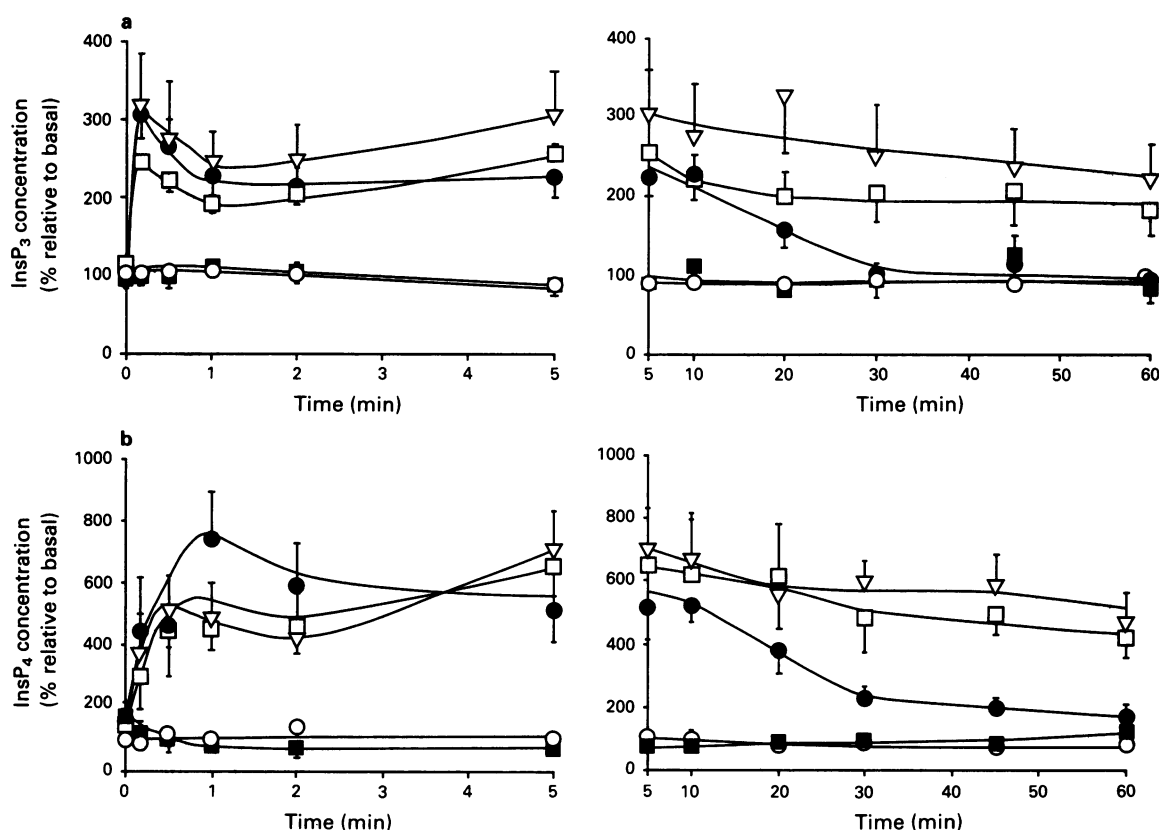 a
400
300
200
100
0
InsP3 concentration
(% relative to basal)
0 1 2 3 4 5
Time (min)
400
300
200
100
0
5 10 20 30 40 50 60
Time (min)
b
1000
800
600
400
200
0
InsP4 concentration
(% relative to basal)
0 1 2 3 4 5
Time (min)
1000
800
600
400
200
0
5 10 20 30 40 50 60
Time (min)